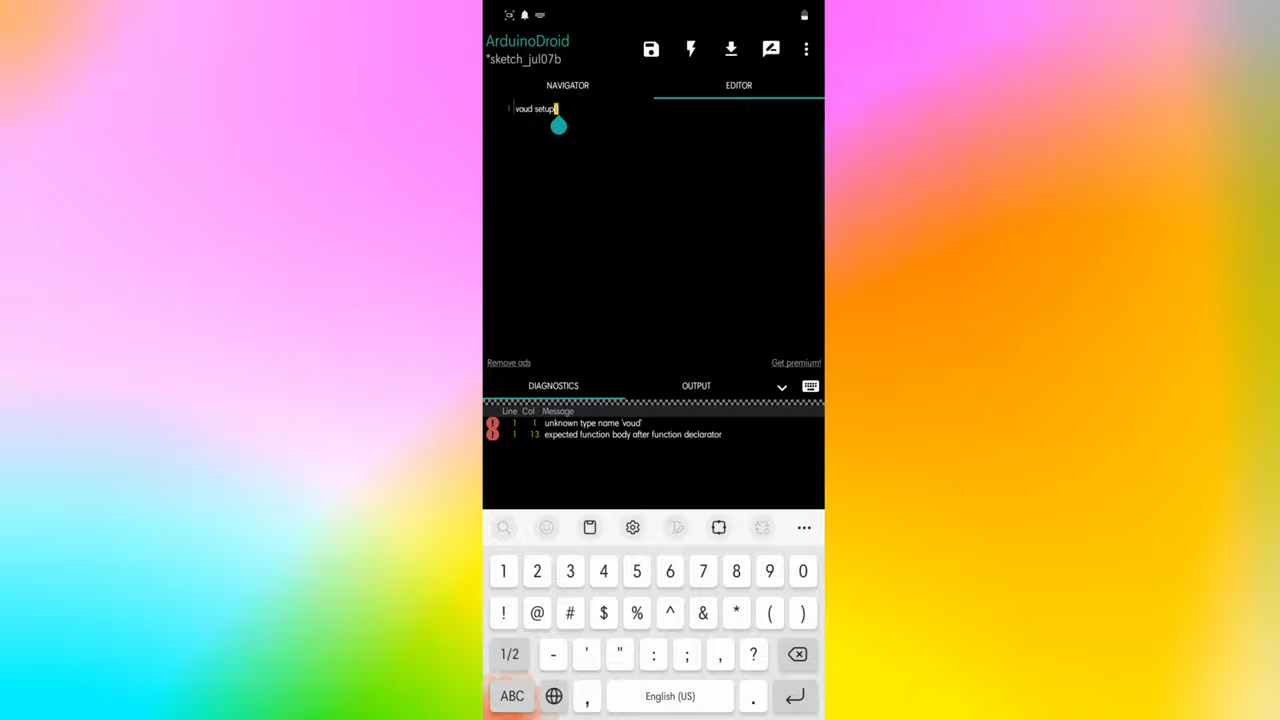 ArduinoDroid
*sketch_jul07b
NAVIGATOR EDITOR
1 voud setup(
Remove ads Get premium!
DIAGNOSTICS OUTPUT
Line Col Message
1 1 unknown type name 'voud'
1 13 expected function body after function declarator
1 2 3 4 5 6 7 8 9 0
! @ # $ % ^ & * ( )
1/2 - ' " : ; , ?
ABC , English (US) .